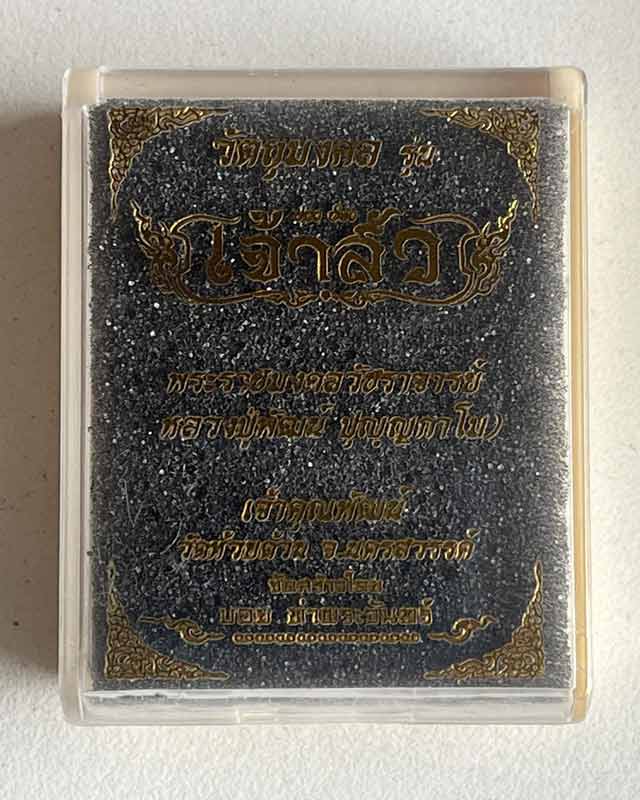 วัตถุมงคล รุ่น
เจ้าสัว
พระราชมงคลวัชราจารย์
หลวงปู่พัฒน์ ปุญฺญกาโม)
เจ้าคุณพัฒน์
วัดห้วยด้วน จ.นครสวรรค์
จัดสร้างโดย
บอย ท่าพระจันทร์